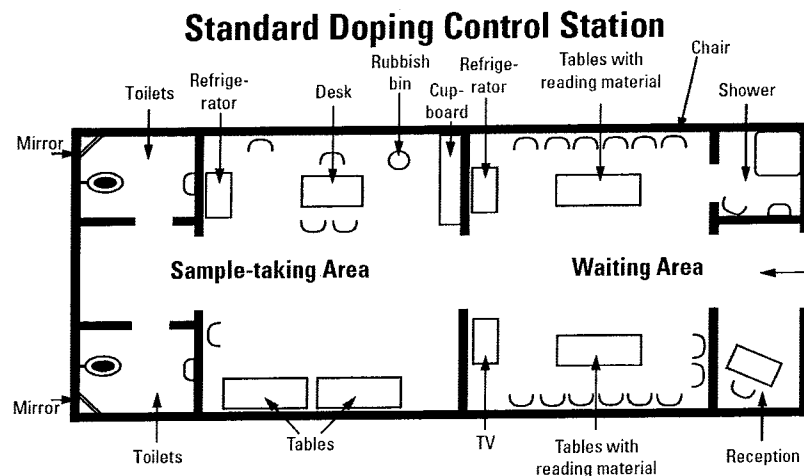 Standard Doping Control Station
Toilets
Refrige-
rator
Desk
Rubbish
bin
Cup-
board
Refrige-
rator
Tables with
reading material
Chair
Shower
Mirror
Sample-taking Area
Waiting Area
Mirror
Toilets
Tables
TV
Tables with
reading material
Reception